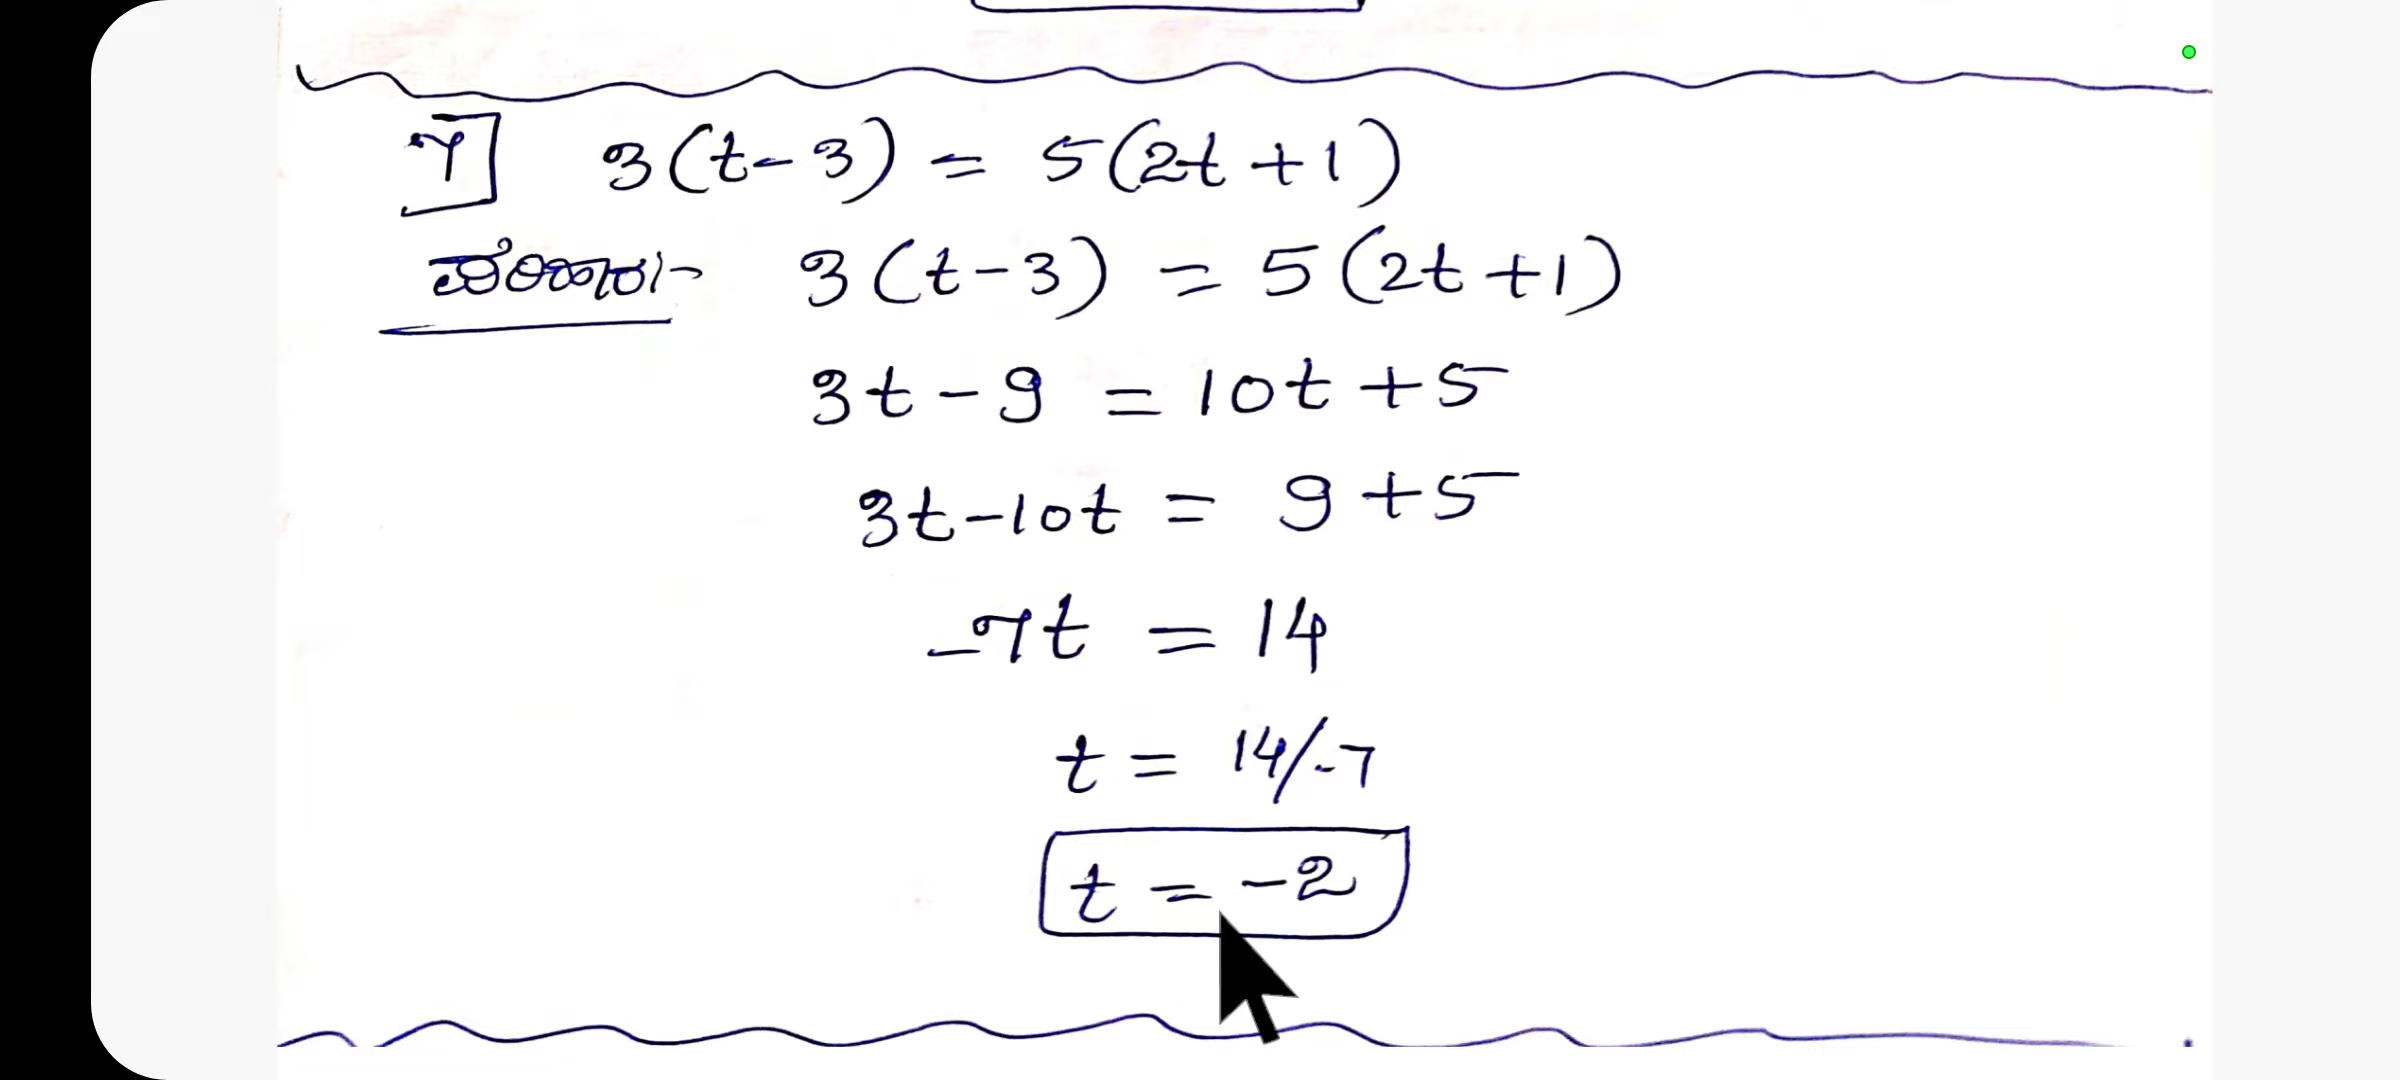 7] 3(t-3) = 5(2t+1)
ಪರಿಹಾರ:- 3(t-3) = 5(2t+1)
3t-9 = 10t+5
3t-10t = 9+5
-7t = 14
t = 14/-7
t = -2